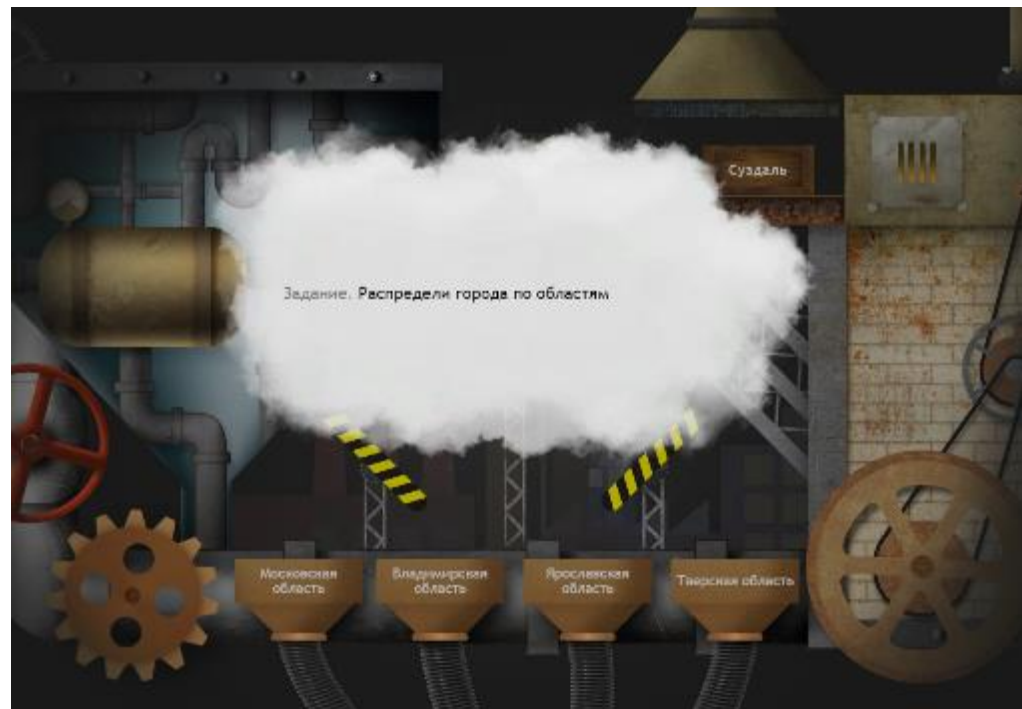 Суздаль
Задание. Распредели города по областям
Московская
область
Владимирская
область
Ярославская
область
Тверская область